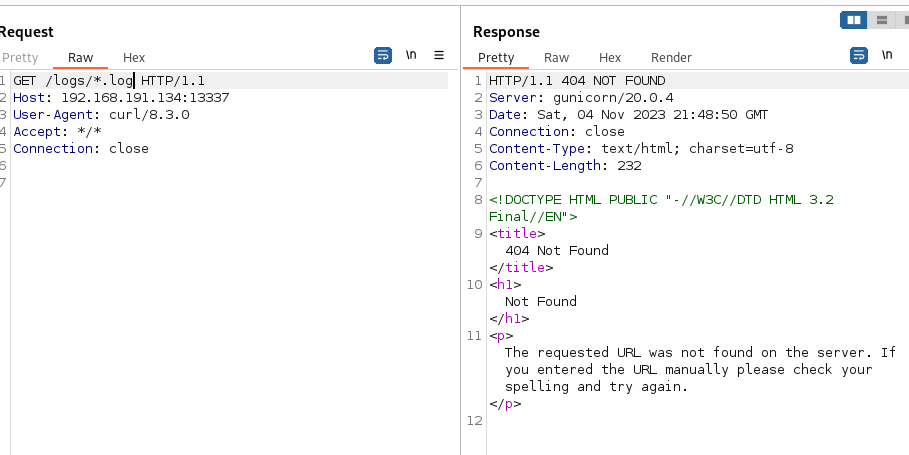 Request
Pretty Raw Hex \n
1 GET /logs/*.log HTTP/1.1
2 Host: 192.168.191.134:13337
3 User-Agent: curl/8.3.0
4 Accept: */*
5 Connection: close
6
7
Response
Pretty Raw Hex Render \n
1 HTTP/1.1 404 NOT FOUND
2 Server: gunicorn/20.0.4
3 Date: Sat, 04 Nov 2023 21:48:50 GMT
4 Connection: close
5 Content-Type: text/html; charset=utf-8
6 Content-Length: 232
7
8 <!DOCTYPE HTML PUBLIC "-//W3C//DTD HTML 3.2
Final//EN">
9 <title>
404 Not Found
</title>
10 <h1>
Not Found
</h1>
11 <p>
The requested URL was not found on the server. If
you entered the URL manually please check your
spelling and try again.
</p>
12